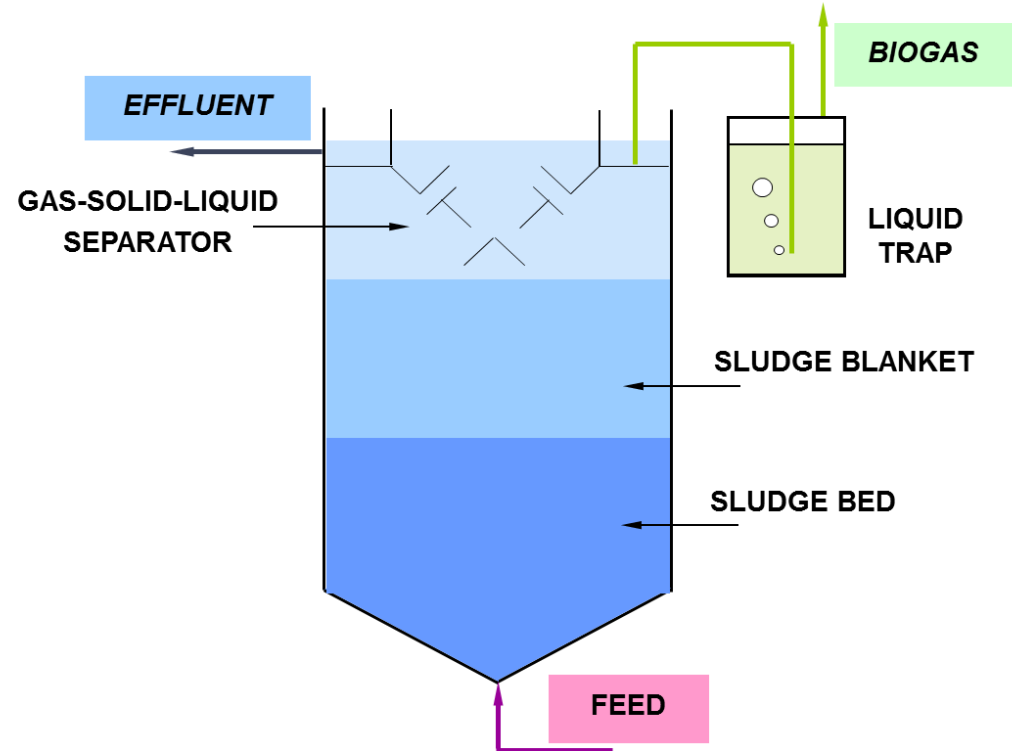 BIOGAS
EFFLUENT
GAS-SOLID-LIQUID
SEPARATOR
LIQUID
TRAP
SLUDGE BLANKET
SLUDGE BED
FEED